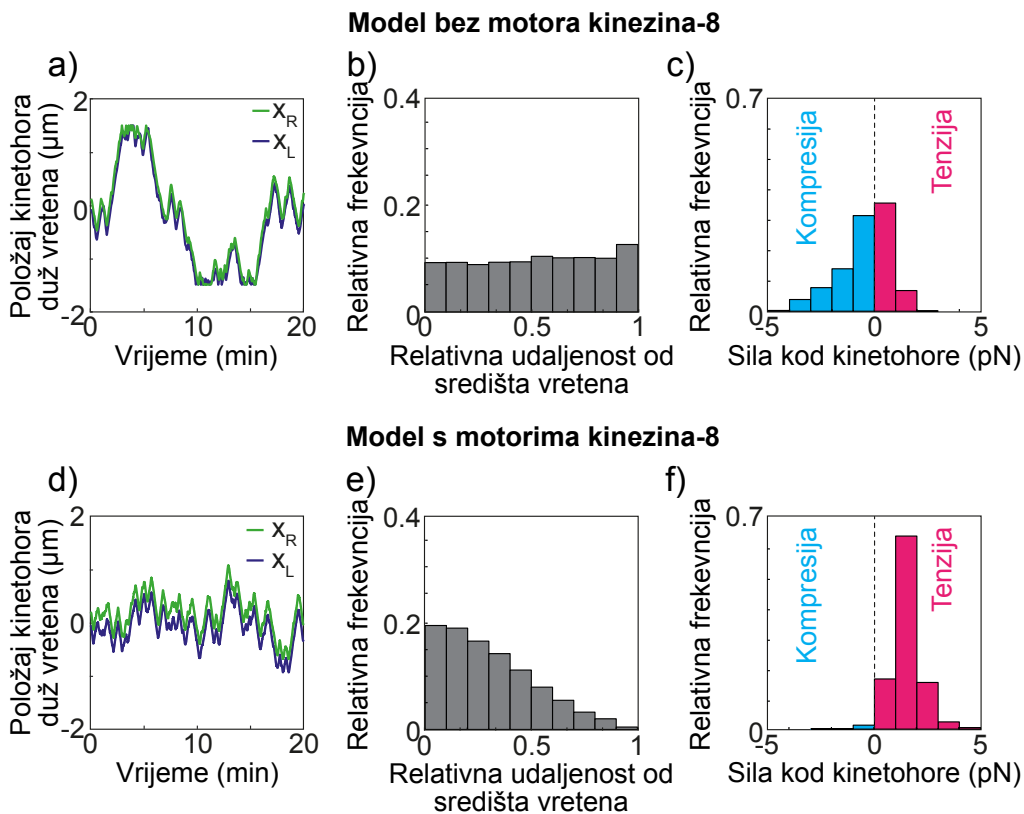 Model bez motora kinezina-8
a)
Položaj kinetohora
duž vretena (µm)
2
0
-2
0
10
20
Vrijeme (min)
x_R
x_L
b)
Relativna frekevncija
0.4
0.2
0
0
0.5
1
Relativna udaljenost od
središta vretena
c)
Relativna frekevncija
0.7
0
-5
0
5
Kompresija
Tenzija
Sila kod kinetohore (pN)
Model s motorima kinezina-8
d)
Položaj kinetohora
duž vretena (µm)
2
0
-2
0
10
20
Vrijeme (min)
x_R
x_L
e)
Relativna frekevncija
0.4
0.2
0
0
0.5
1
Relativna udaljenost od
središta vretena
f)
Relativna frekevncija
0.7
0
-5
0
5
Kompresija
Tenzija
Sila kod kinetohore (pN)